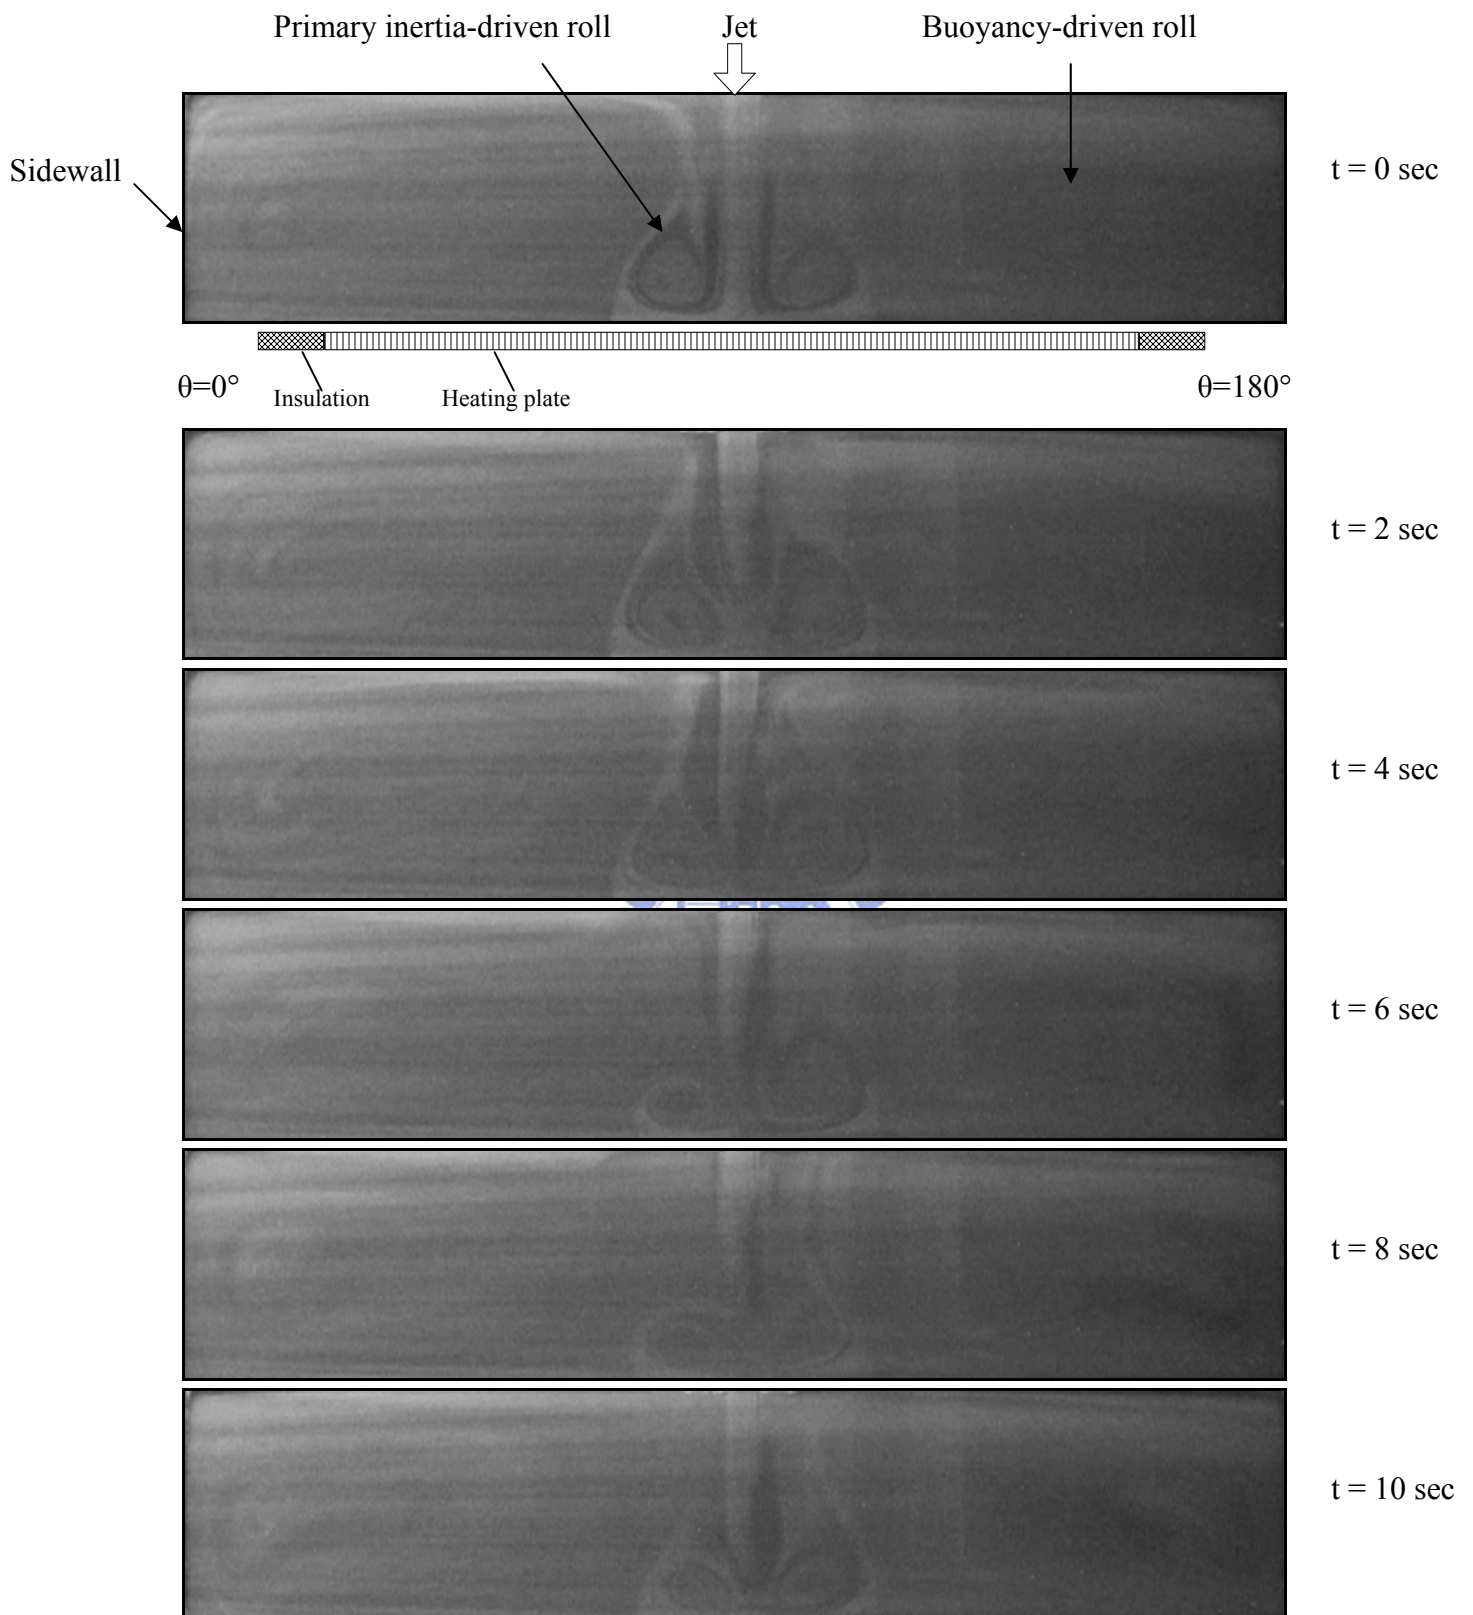 Primary inertia-driven roll
Jet
Buoyancy-driven roll
Sidewall
t = 0 sec
θ=0°
Insulation
Heating plate
θ=180°
t = 2 sec
t = 4 sec
t = 6 sec
t = 8 sec
t = 10 sec